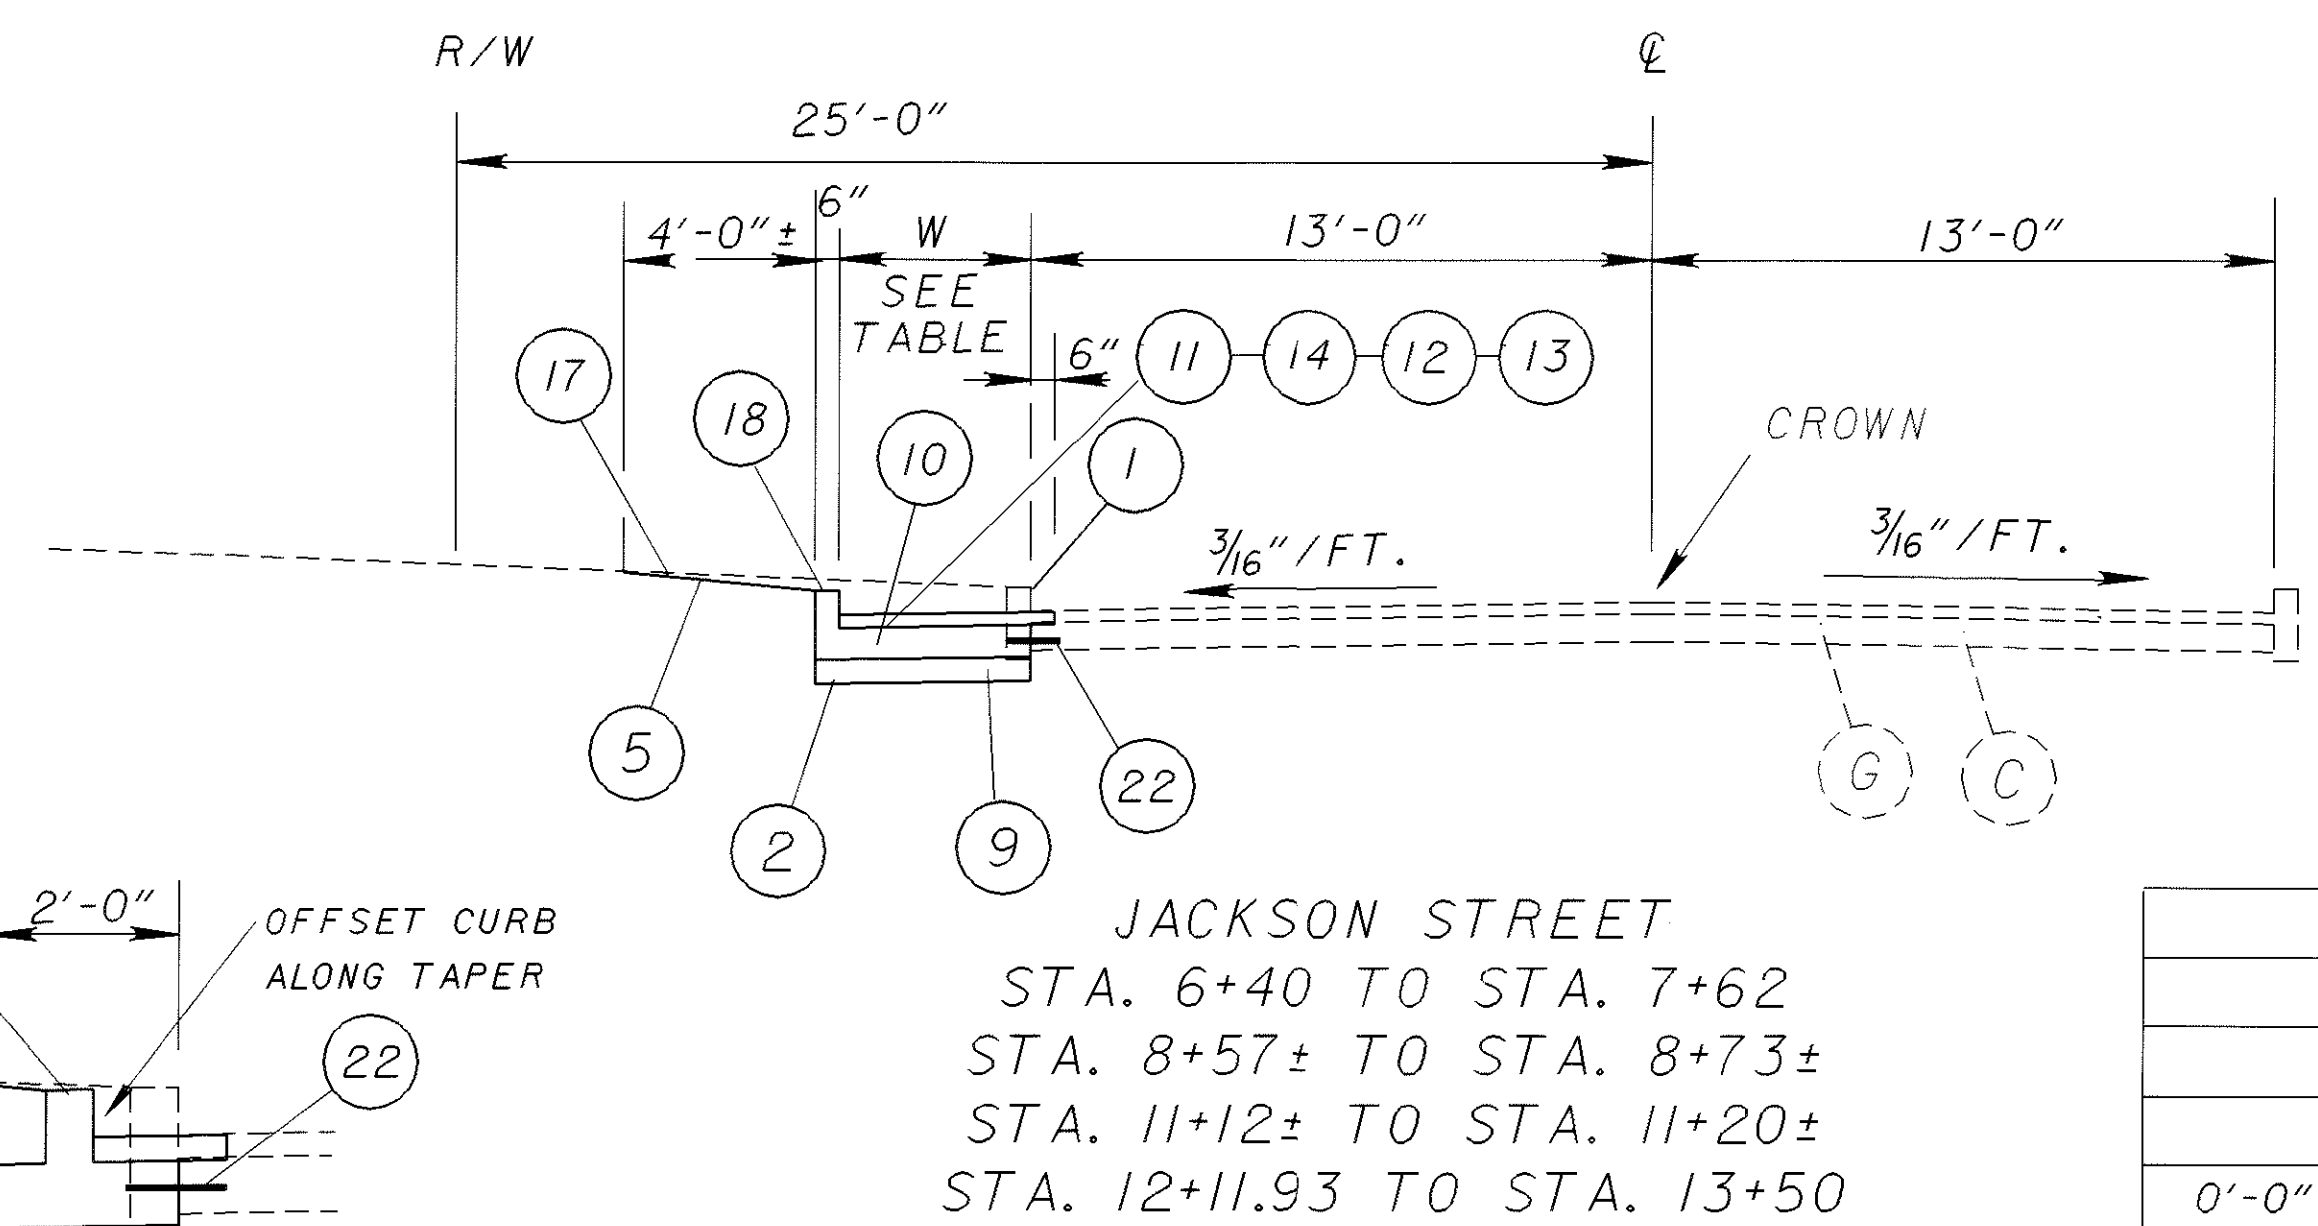 R/W
℄
25'-0"
6"
4'-0"±
W
13'-0"
13'-0"
SEE
TABLE
6"
11
14
12
13
17
18
10
1
CROWN
3/16"/FT.
3/16"/FT.
5
22
G
C
2
9
2'-0"
OFFSET CURB
ALONG TAPER
22
JACKSON STREET
STA. 6+40 TO STA. 7+62
STA. 8+57± TO STA. 8+73±
STA. 11+12± TO STA. 11+20±
STA. 12+11.93 TO STA. 13+50
0'-0"